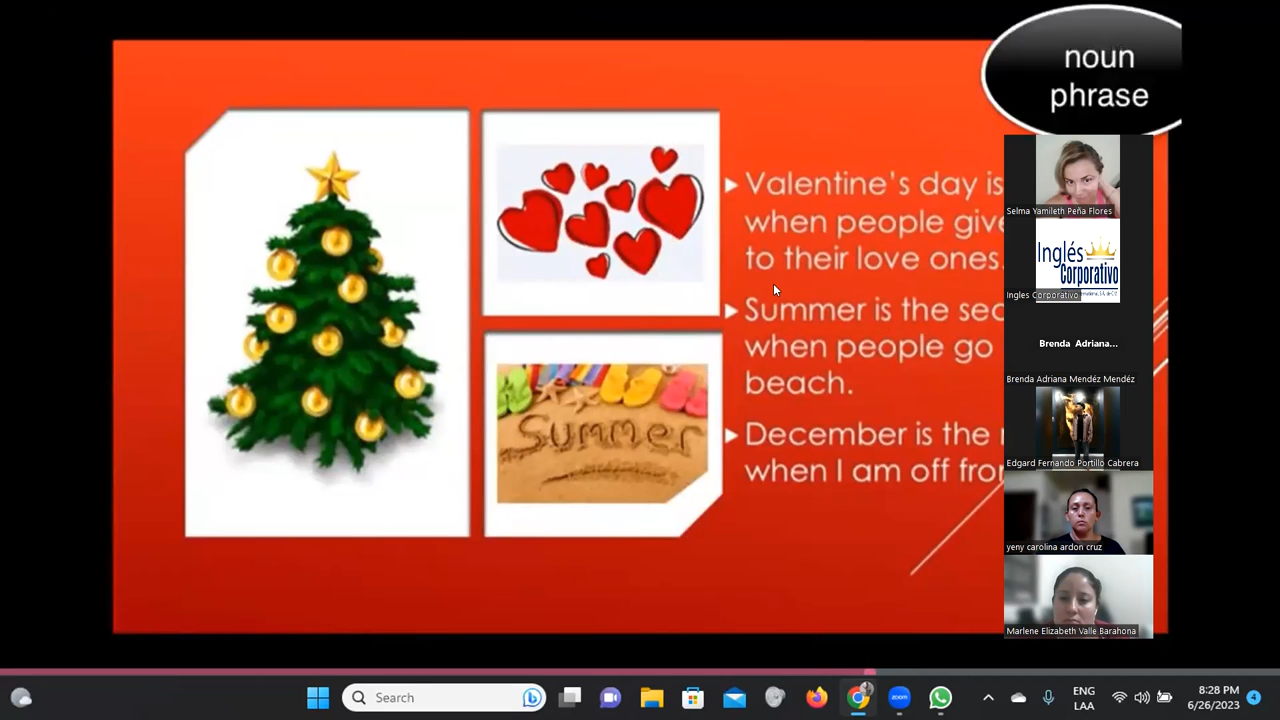 noun
phrase
Valentine's day is
when people give
to their love ones.
Summer is the sea
when people go
beach.
December is the
when I am off from
Summer
Selma Yamileth Peña Flores
Inglés
Corporativo
Ingles Corporativo
Brenda Adriana...
Brenda Adriana Mendéz Mendéz
Edgard Fernando Portillo Cabrera
yeny carolina ardon cruz
Marlene Elizabeth Valle Barahona
Search
zoom
ENG
LAA
8:28 PM
6/26/2023
4